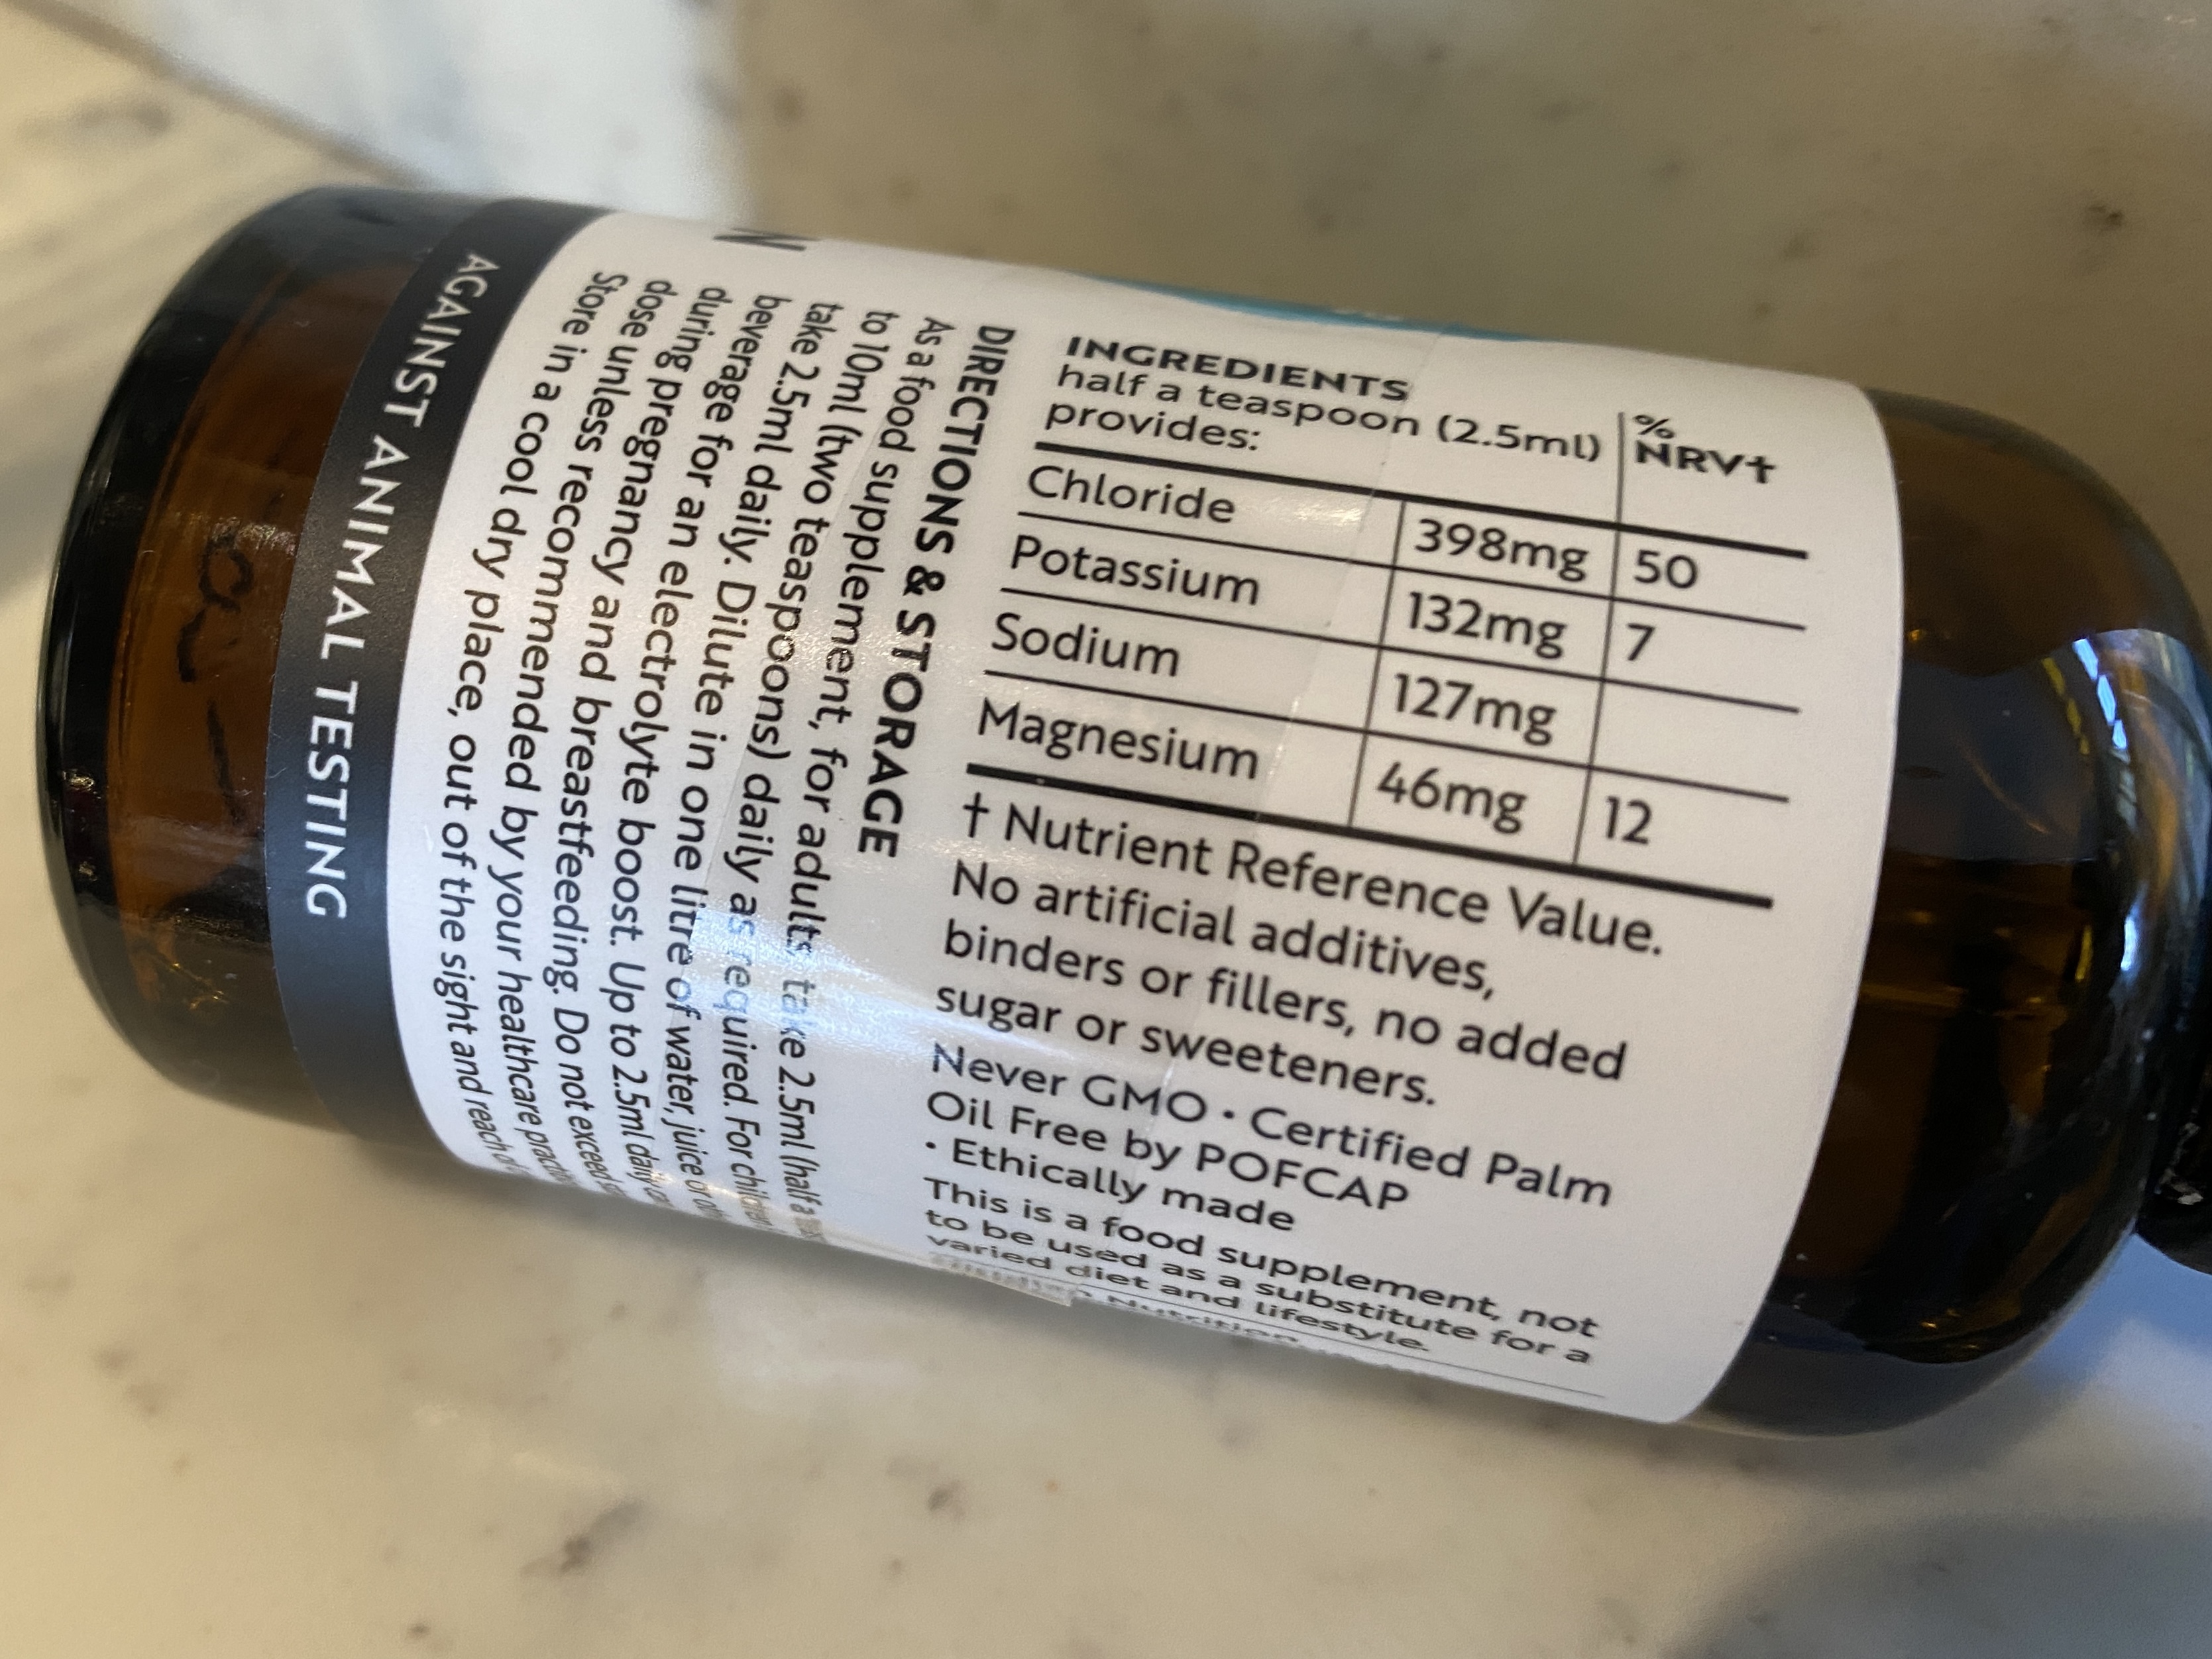 INGREDIENTS
half a teaspoon (2.5ml)
provides:
% NRV†
Chloride 398mg 50
Potassium 132mg 7
Sodium 127mg
Magnesium 46mg 12
† Nutrient Reference Value.
No artificial additives,
binders or fillers, no added
sugar or sweeteners.
Never GMO • Certified Palm
Oil Free by POFCAP
• Ethically made
This is a food supplement, not
to be used as a substitute for a
varied diet and lifestyle.
Nutrition
DIRECTIONS & STORAGE
As a food supplement, for adults take 2.5ml (half a
to 10ml (two teaspoons) daily as required. For children
take 2.5ml daily. Dilute in one litre of water, juice or
beverage for an electrolyte boost. Up to 2.5ml daily
during pregnancy and breastfeeding. Do not exceed
dose unless recommended by your healthcare
Store in a cool dry place, out of the sight and reach of
AGAINST ANIMAL TESTING